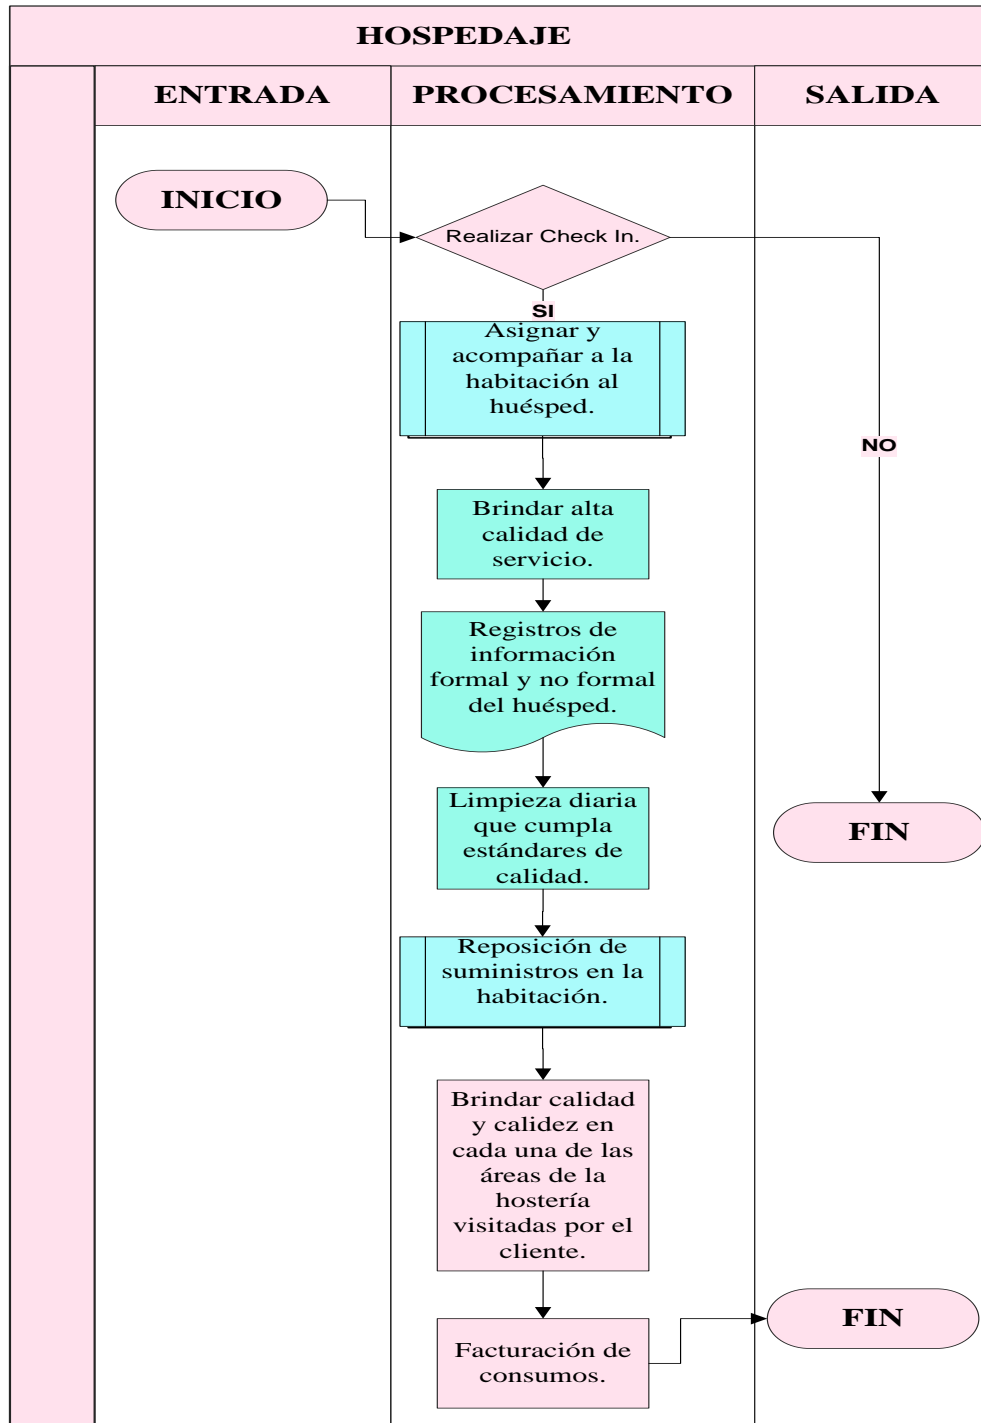 HOSPEDAJE
ENTRADA
PROCESAMIENTO
SALIDA
INICIO
Realizar Check In.
SI
Asignar y
acompañar a la
habitación al
huésped.
NO
Brindar alta
calidad de
servicio.
Registros de
información
formal y no formal
del huésped.
Limpieza diaria
que cumpla
estándares de
calidad.
FIN
Reposición de
suministros en la
habitación.
Brindar calidad
y calidez en
cada una de las
áreas de la
hostería
visitadas por el
cliente.
FIN
Facturación de
consumos.